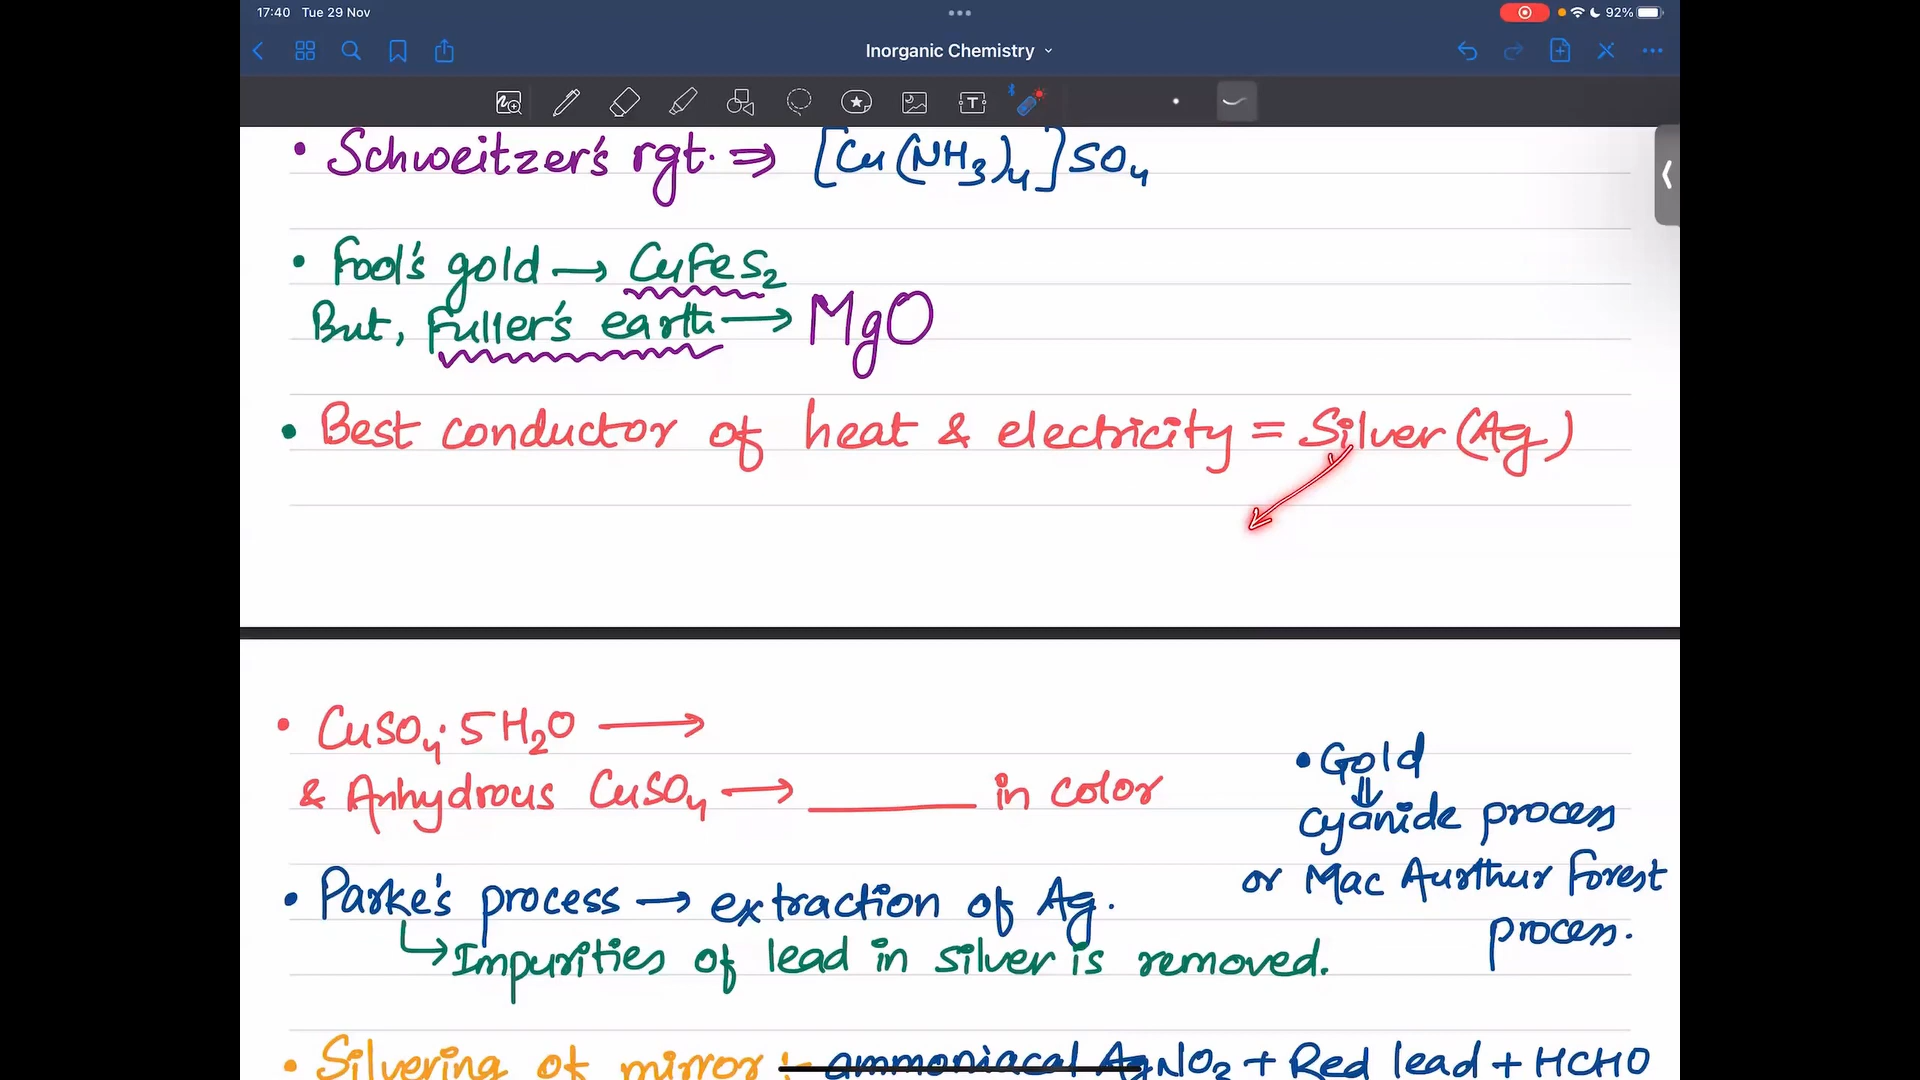 17:40 Tue 29 Nov
92%
Inorganic Chemistry
• Schweitzer's rgt. ⇒ [Cu(NH₃)₄]SO₄
• Fool's gold → CuFeS₂
But, Fuller's earth → MgO
• Best conductor of heat & electricity = Silver (Ag)
• CuSO₄·5H₂O →
& Anhydrous CuSO₄ → ______ in color
• Gold
⇓
Cyanide process
or Mac Aurthur Forest
process.
• Parke's process → extraction of Ag.
↳ Impurities of lead in silver is removed.
• Silvering of mirror :- ammoniacal AgNO₃ + Red lead + HCHO